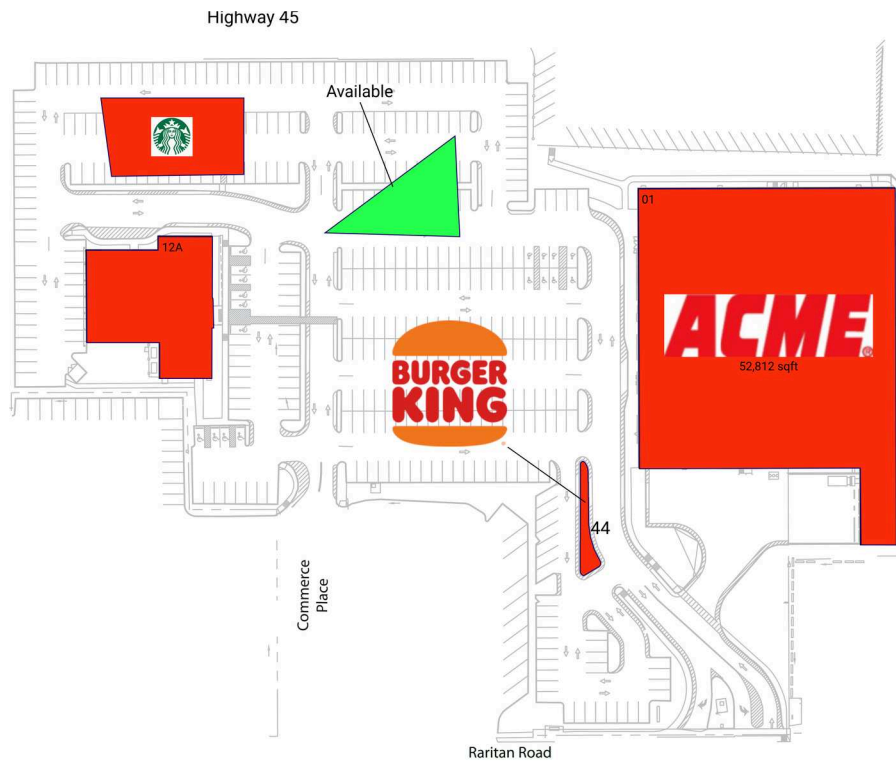 Highway 45
Available
01
12A
ACME
52,812 sqft
BURGER
KING
44
Commerce
Place
Raritan Road